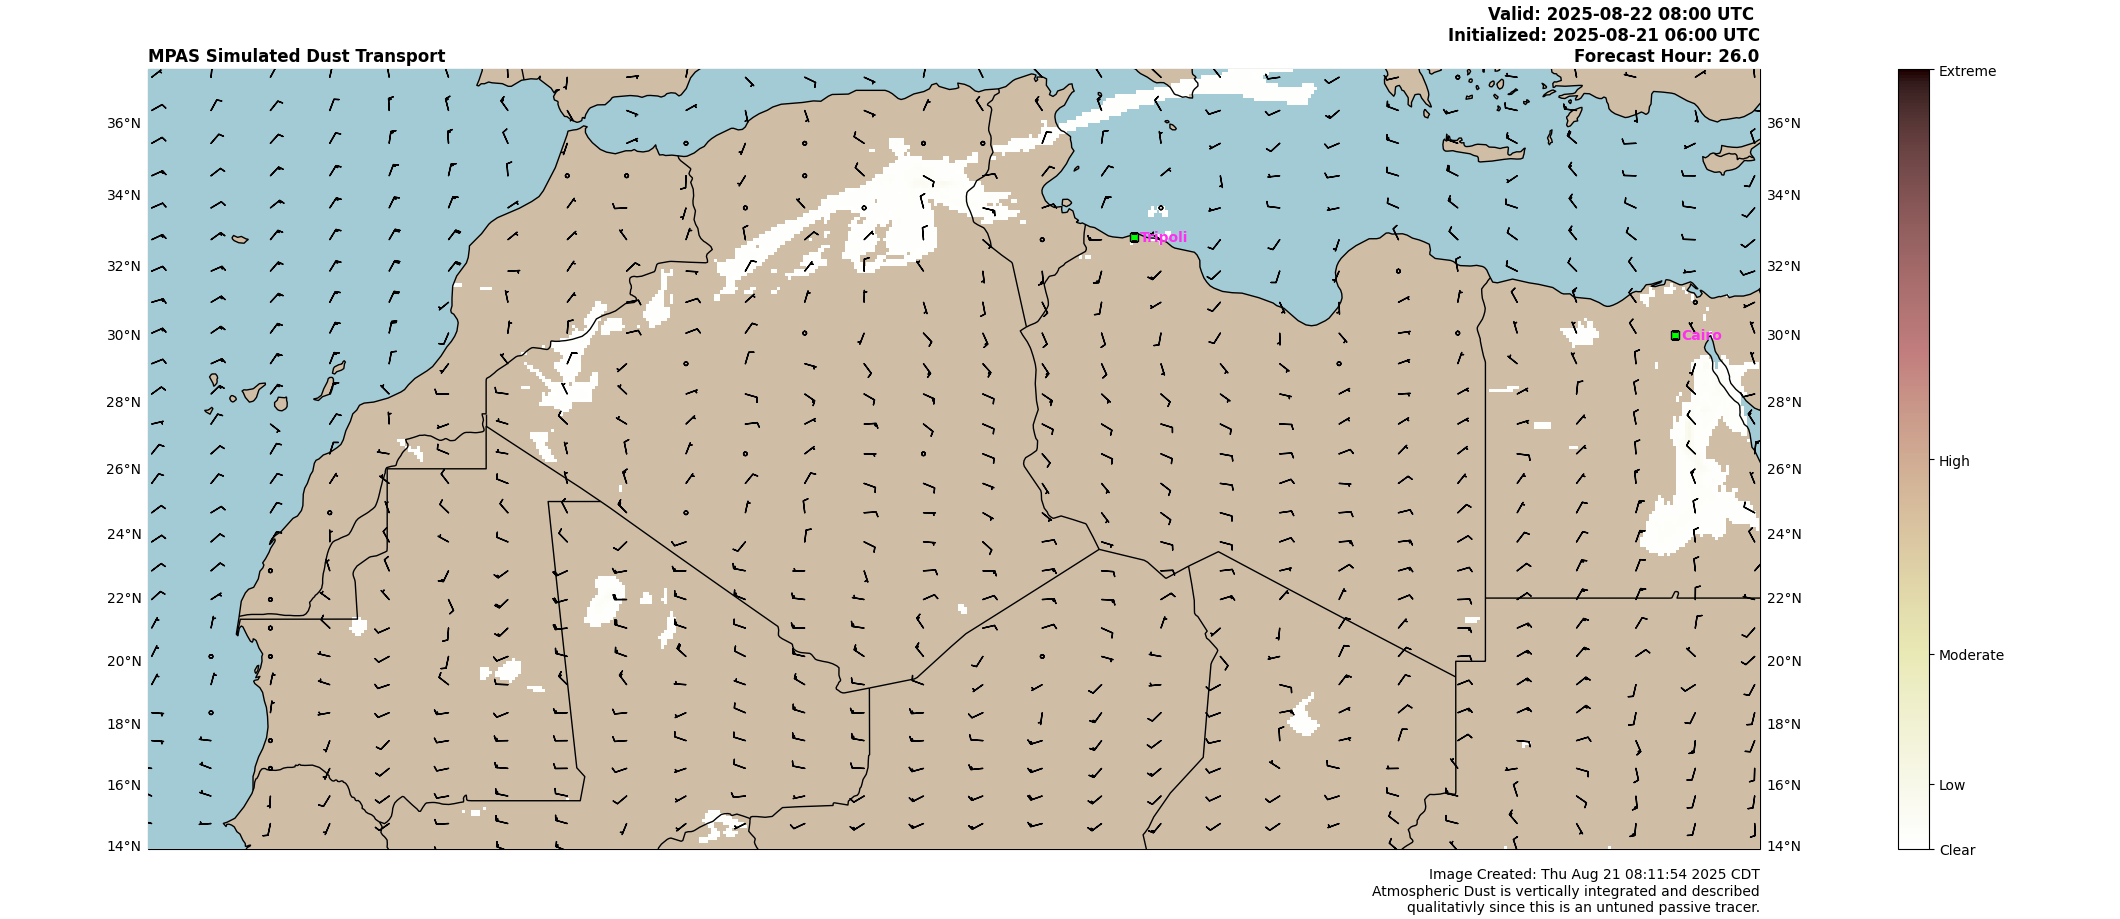 Valid: 2025-08-22 08:00 UTC
Initialized: 2025-08-21 06:00 UTC
MPAS Simulated Dust Transport
Forecast Hour: 26.0
Extreme
36°N
36°N
34°N
34°N
Tripoli
32°N
32°N
30°N
Cairo
30°N
28°N
28°N
26°N
26°N
High
24°N
24°N
22°N
22°N
20°N
20°N
Moderate
18°N
18°N
16°N
16°N
Low
14°N
14°N
Clear
Image Created: Thu Aug 21 08:11:54 2025 CDT
Atmospheric Dust is vertically integrated and described
qualitativly since this is an untuned passive tracer.